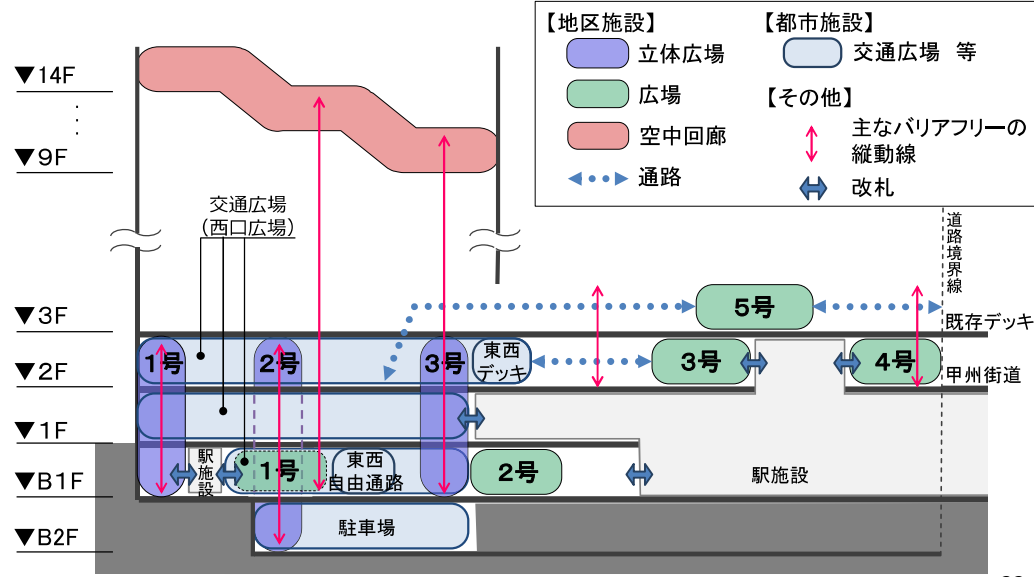 【地区施設】
立体広場
広場
空中回廊
通路
【都市施設】
交通広場 等
【その他】
主なバリアフリーの
縦動線
改札
▼14F
▼9F
交通広場
(西口広場)
道路境界線
▼3F
5号
既存デッキ
1号
2号
3号
東西
デッキ
3号
4号
▼2F
甲州街道
▼1F
駅施設
1号
東西
自由通路
2号
駅施設
▼B1F
駐車場
▼B2F